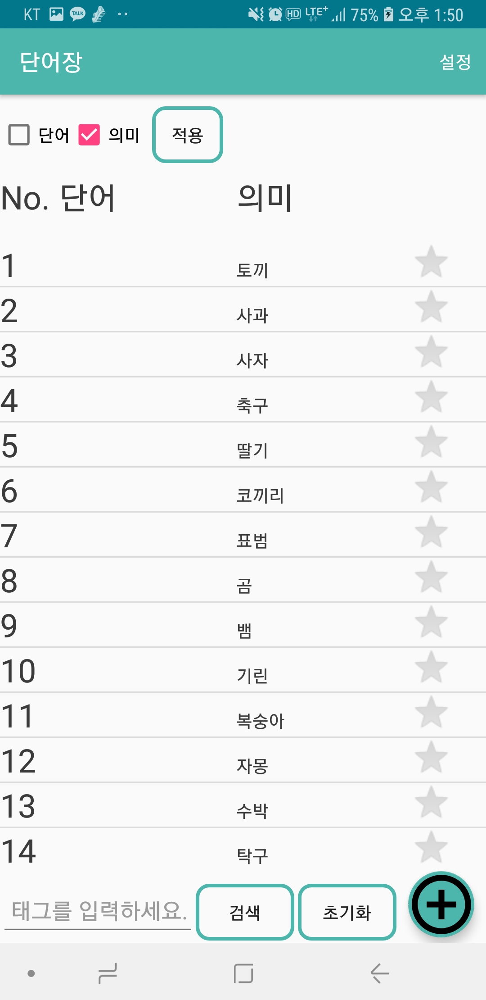 KT TALK HD LTE+ 75% 오후 1:50
단어장 설정
단어 의미 적용
No. 단어 의미
1 토끼
2 사과
3 사자
4 축구
5 딸기
6 코끼리
7 표범
8 곰
9 뱀
10 기린
11 복숭아
12 자몽
13 수박
14 탁구
태그를 입력하세요. 검색 초기화